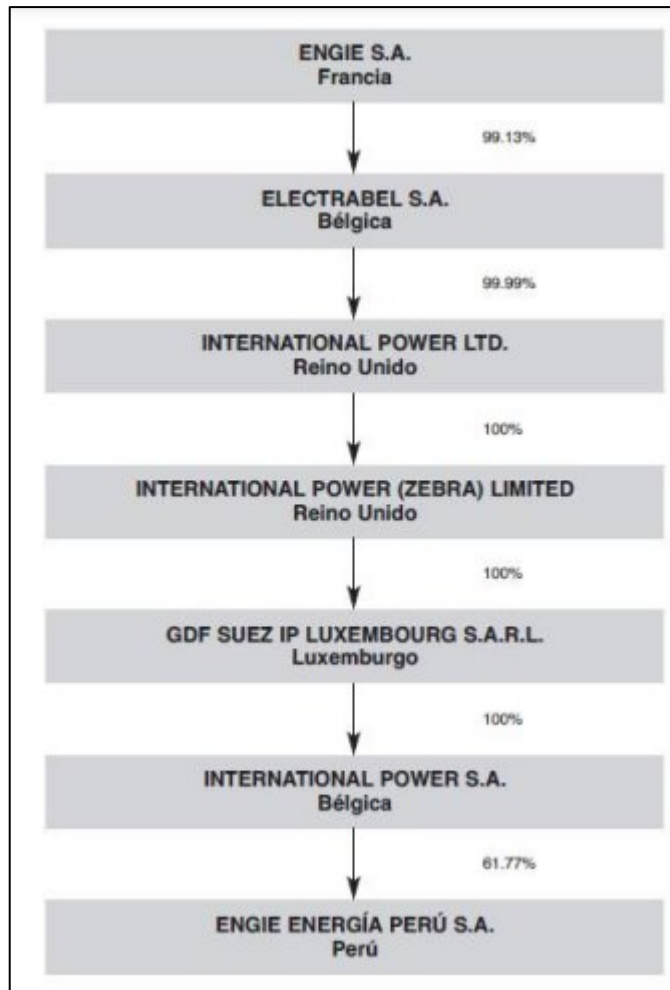 ENGIE S.A.
Francia
99.13%
ELECTRABEL S.A.
Bélgica
99.99%
INTERNATIONAL POWER LTD.
Reino Unido
100%
INTERNATIONAL POWER (ZEBRA) LIMITED
Reino Unido
100%
GDF SUEZ IP LUXEMBOURG S.A.R.L.
Luxemburgo
100%
INTERNATIONAL POWER S.A.
Bélgica
61.77%
ENGIE ENERGÍA PERÚ S.A.
Perú